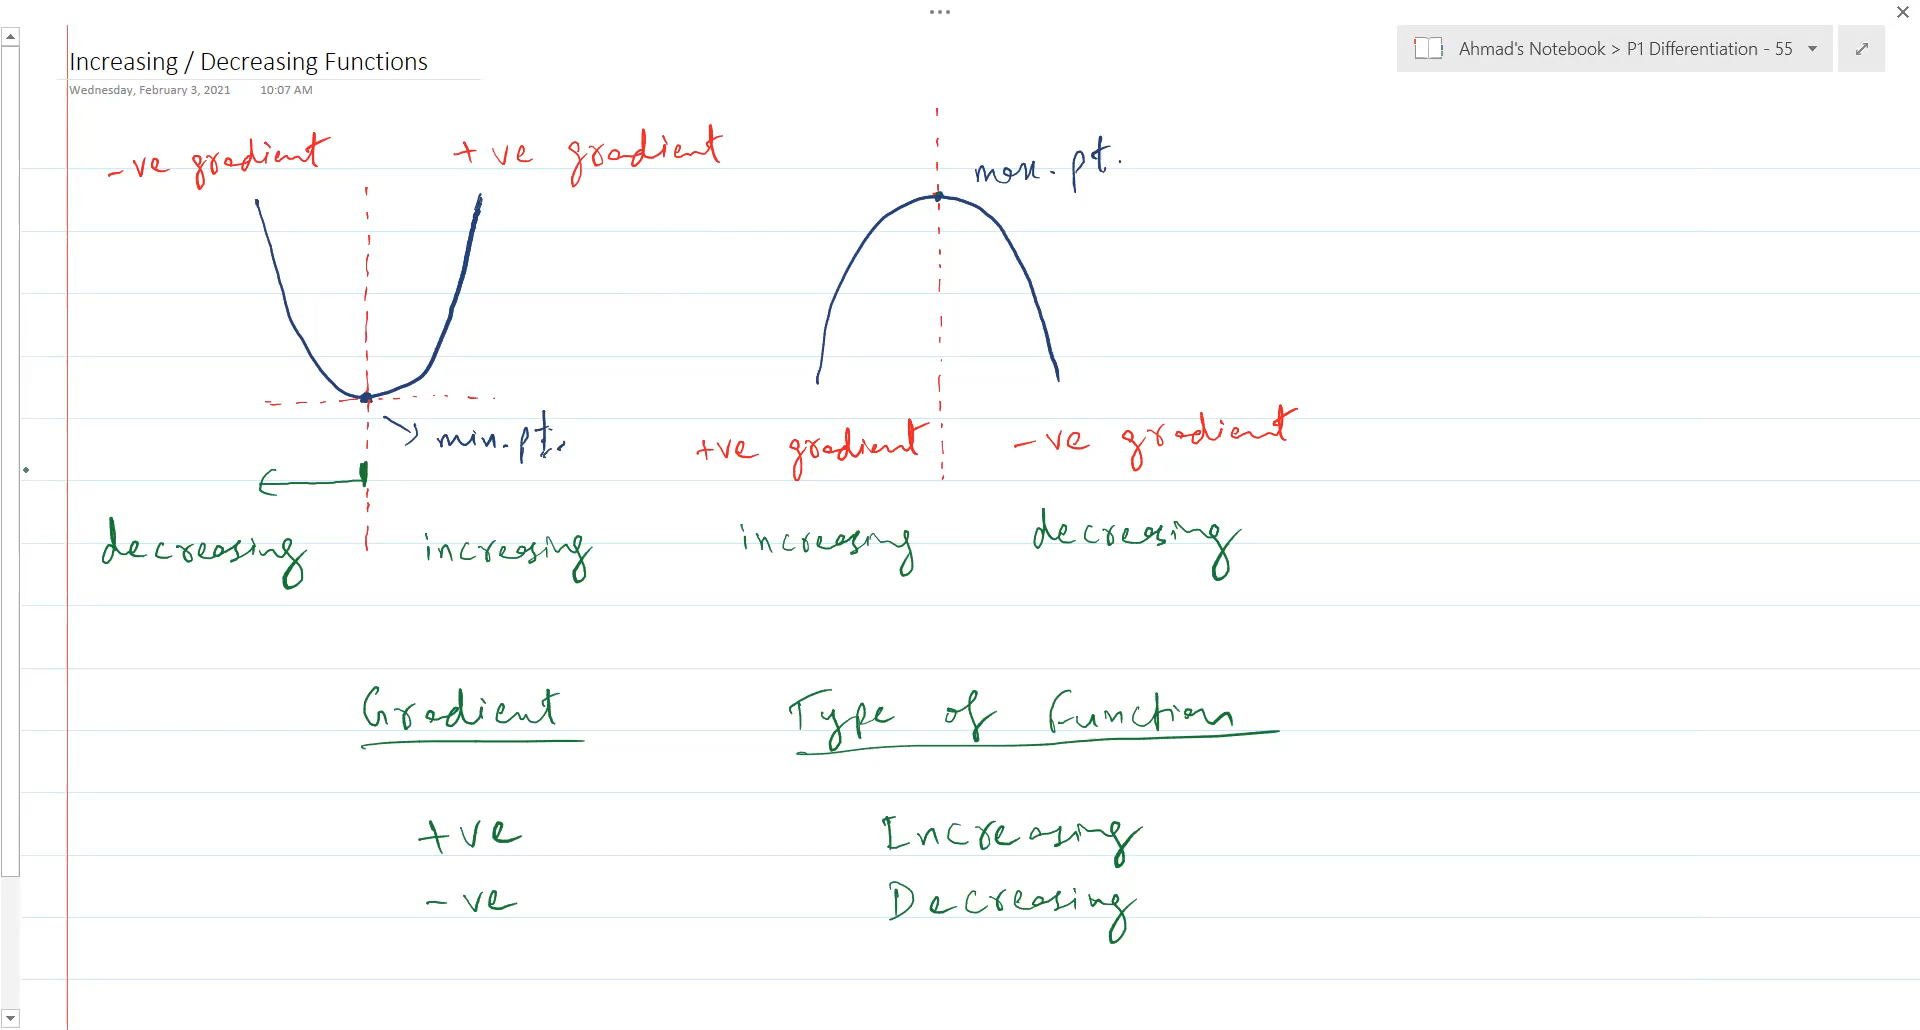 Ahmad's Notebook > P1 Differentiation - 55
Increasing / Decreasing Functions
Wednesday, February 3, 2021 10:07 AM
-ve gradient +ve gradient
max. pt.
min. pt.
+ve gradient -ve gradient
decreasing increasing increasing decreasing
Gradient Type of Function
+ve Increasing
-ve Decreasing